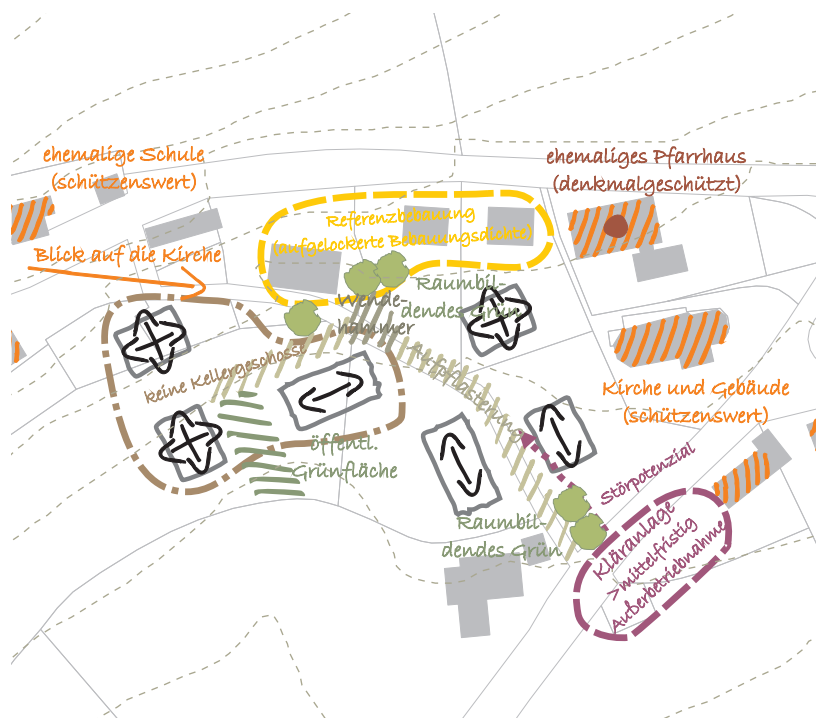 ehemalige Schule
(schützenswert)
ehemaliges Pfarrhaus
(denkmalgeschützt)
Referenzbebauung
(aufgelockerte Bebauungsdichte)
Blick auf die Kirche
Raumbil-
dendes Grün
Wende-
hammer
keine Kellergeschosse
Aufpflasterung
Kirche und Gebäude
(schützenswert)
öffentl.
Grünfläche
Störpotenzial
Raumbil-
dendes Grün
Kläranlage
>mittelfristig
Außerbetriebnahme